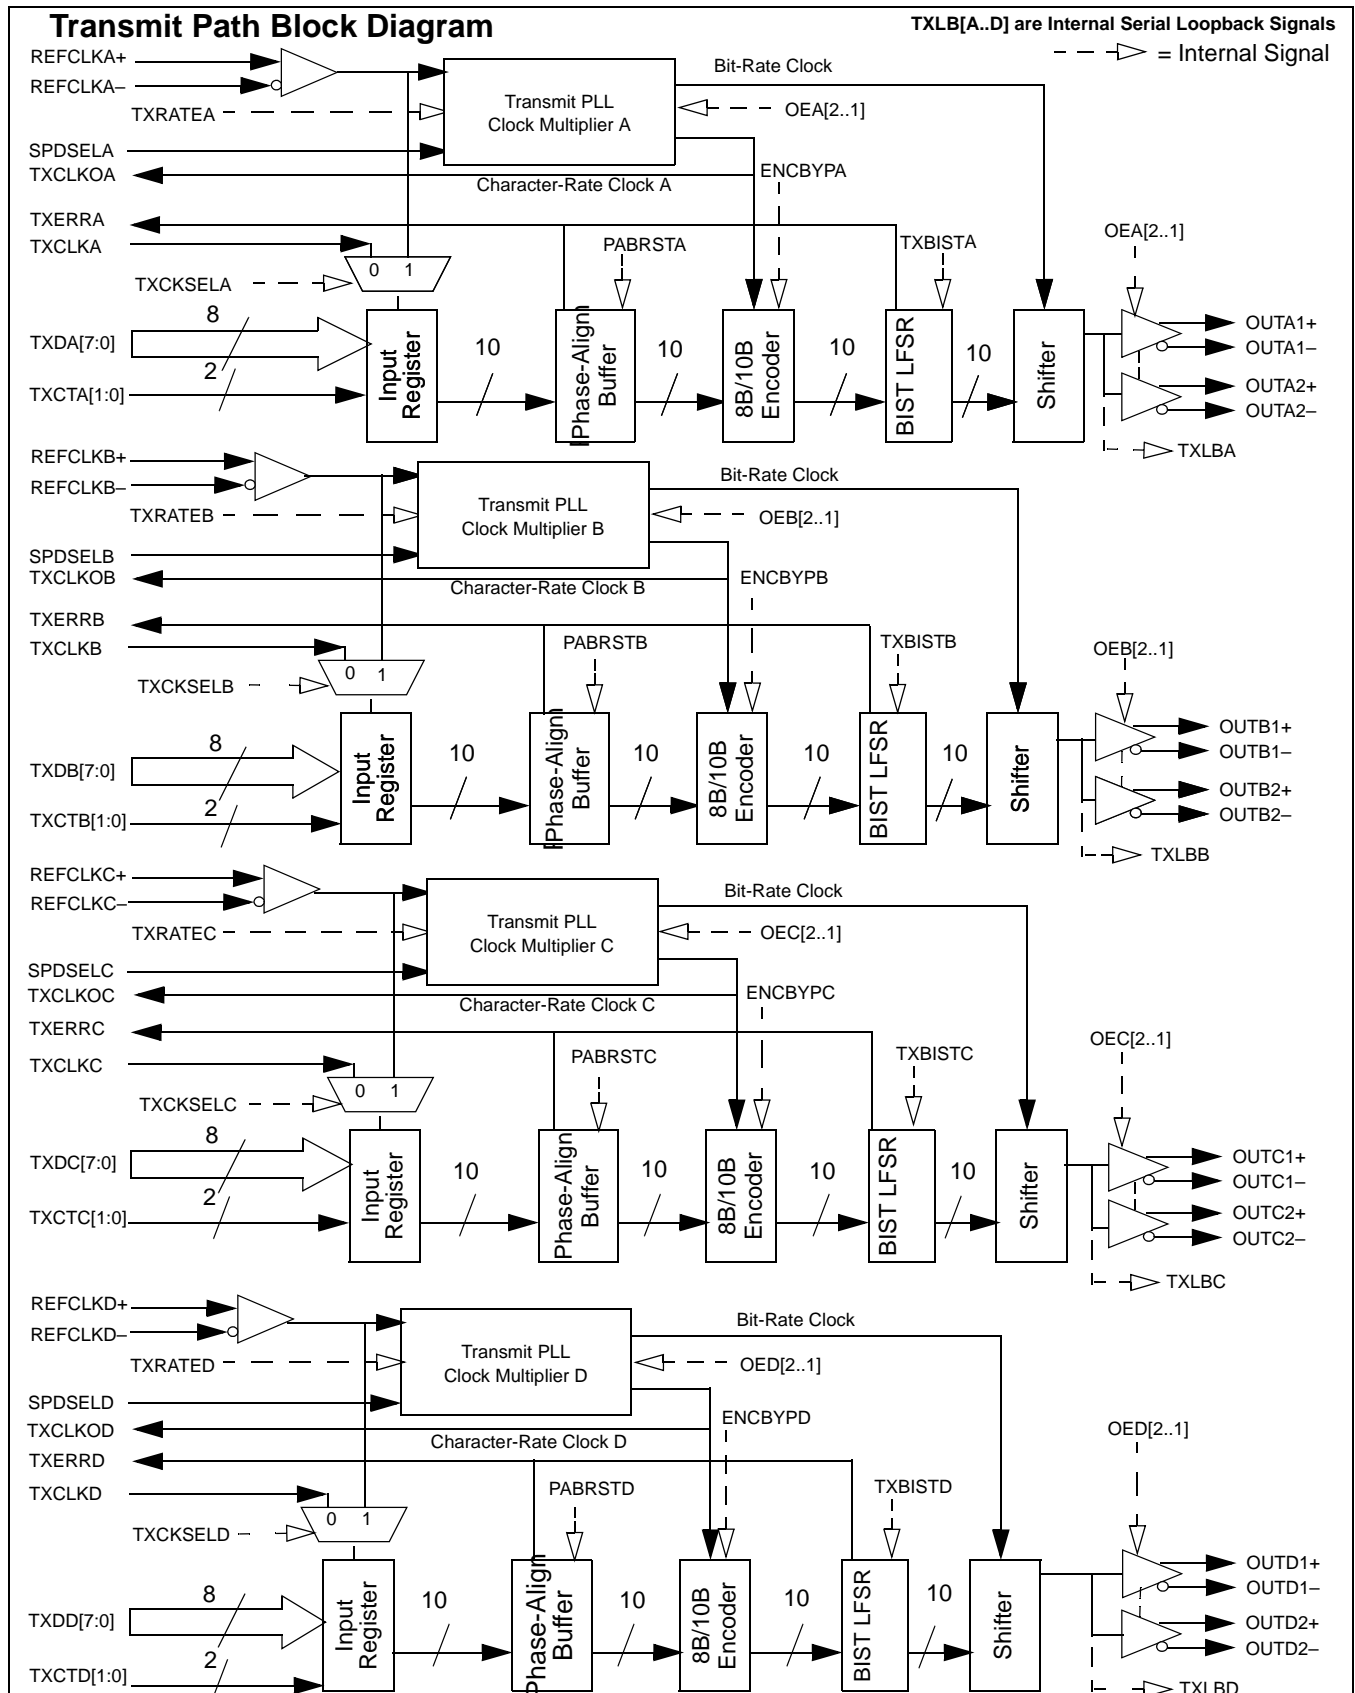 Transmit Path Block Diagram
TXLB[A..D] are Internal Serial Loopback Signals
= Internal Signal
REFCLKA+
REFCLKA–
TXRATEA
SPDSELA
TXCLKOA
TXERRA
TXCLKA
TXCKSELA
TXDA[7:0]
TXCTA[1:0]
8
2
0 1
Transmit PLL
Clock Multiplier A
Bit-Rate Clock
OEA[2..1]
Character-Rate Clock A
ENCBYPA
PABRSTA
TXBISTA
OEA[2..1]
Input
Register
10
Phase-Align
Buffer
10
8B/10B
Encoder
10
BIST LFSR
10
Shifter
OUTA1+
OUTA1–
OUTA2+
OUTA2–
TXLBA
REFCLKB+
REFCLKB–
TXRATEB
SPDSELB
TXCLKOB
TXERRB
TXCLKB
TXCKSELB
TXDB[7:0]
TXCTB[1:0]
8
2
0 1
Transmit PLL
Clock Multiplier B
Bit-Rate Clock
OEB[2..1]
Character-Rate Clock B
ENCBYPB
PABRSTB
TXBISTB
OEB[2..1]
Input
Register
10
Phase-Align
Buffer
10
8B/10B
Encoder
10
BIST LFSR
10
Shifter
OUTB1+
OUTB1–
OUTB2+
OUTB2–
TXLBB
REFCLKC+
REFCLKC–
TXRATEC
SPDSELC
TXCLKOC
TXERRC
TXCLKC
TXCKSELC
TXDC[7:0]
TXCTC[1:0]
8
2
0 1
Transmit PLL
Clock Multiplier C
Bit-Rate Clock
OEC[2..1]
Character-Rate Clock C
ENCBYPC
PABRSTC
TXBISTC
OEC[2..1]
Input
Register
10
Phase-Align
Buffer
10
8B/10B
Encoder
10
BIST LFSR
10
Shifter
OUTC1+
OUTC1–
OUTC2+
OUTC2–
TXLBC
REFCLKD+
REFCLKD–
TXRATED
SPDSELD
TXCLKOD
TXERRD
TXCLKD
TXCKSELD
TXDD[7:0]
TXCTD[1:0]
8
2
0 1
Transmit PLL
Clock Multiplier D
Bit-Rate Clock
OED[2..1]
Character-Rate Clock D
ENCBYPD
PABRSTD
TXBISTD
OED[2..1]
Input
Register
10
Phase-Align
Buffer
10
8B/10B
Encoder
10
BIST LFSR
10
Shifter
OUTD1+
OUTD1–
OUTD2+
OUTD2–
TXLBD